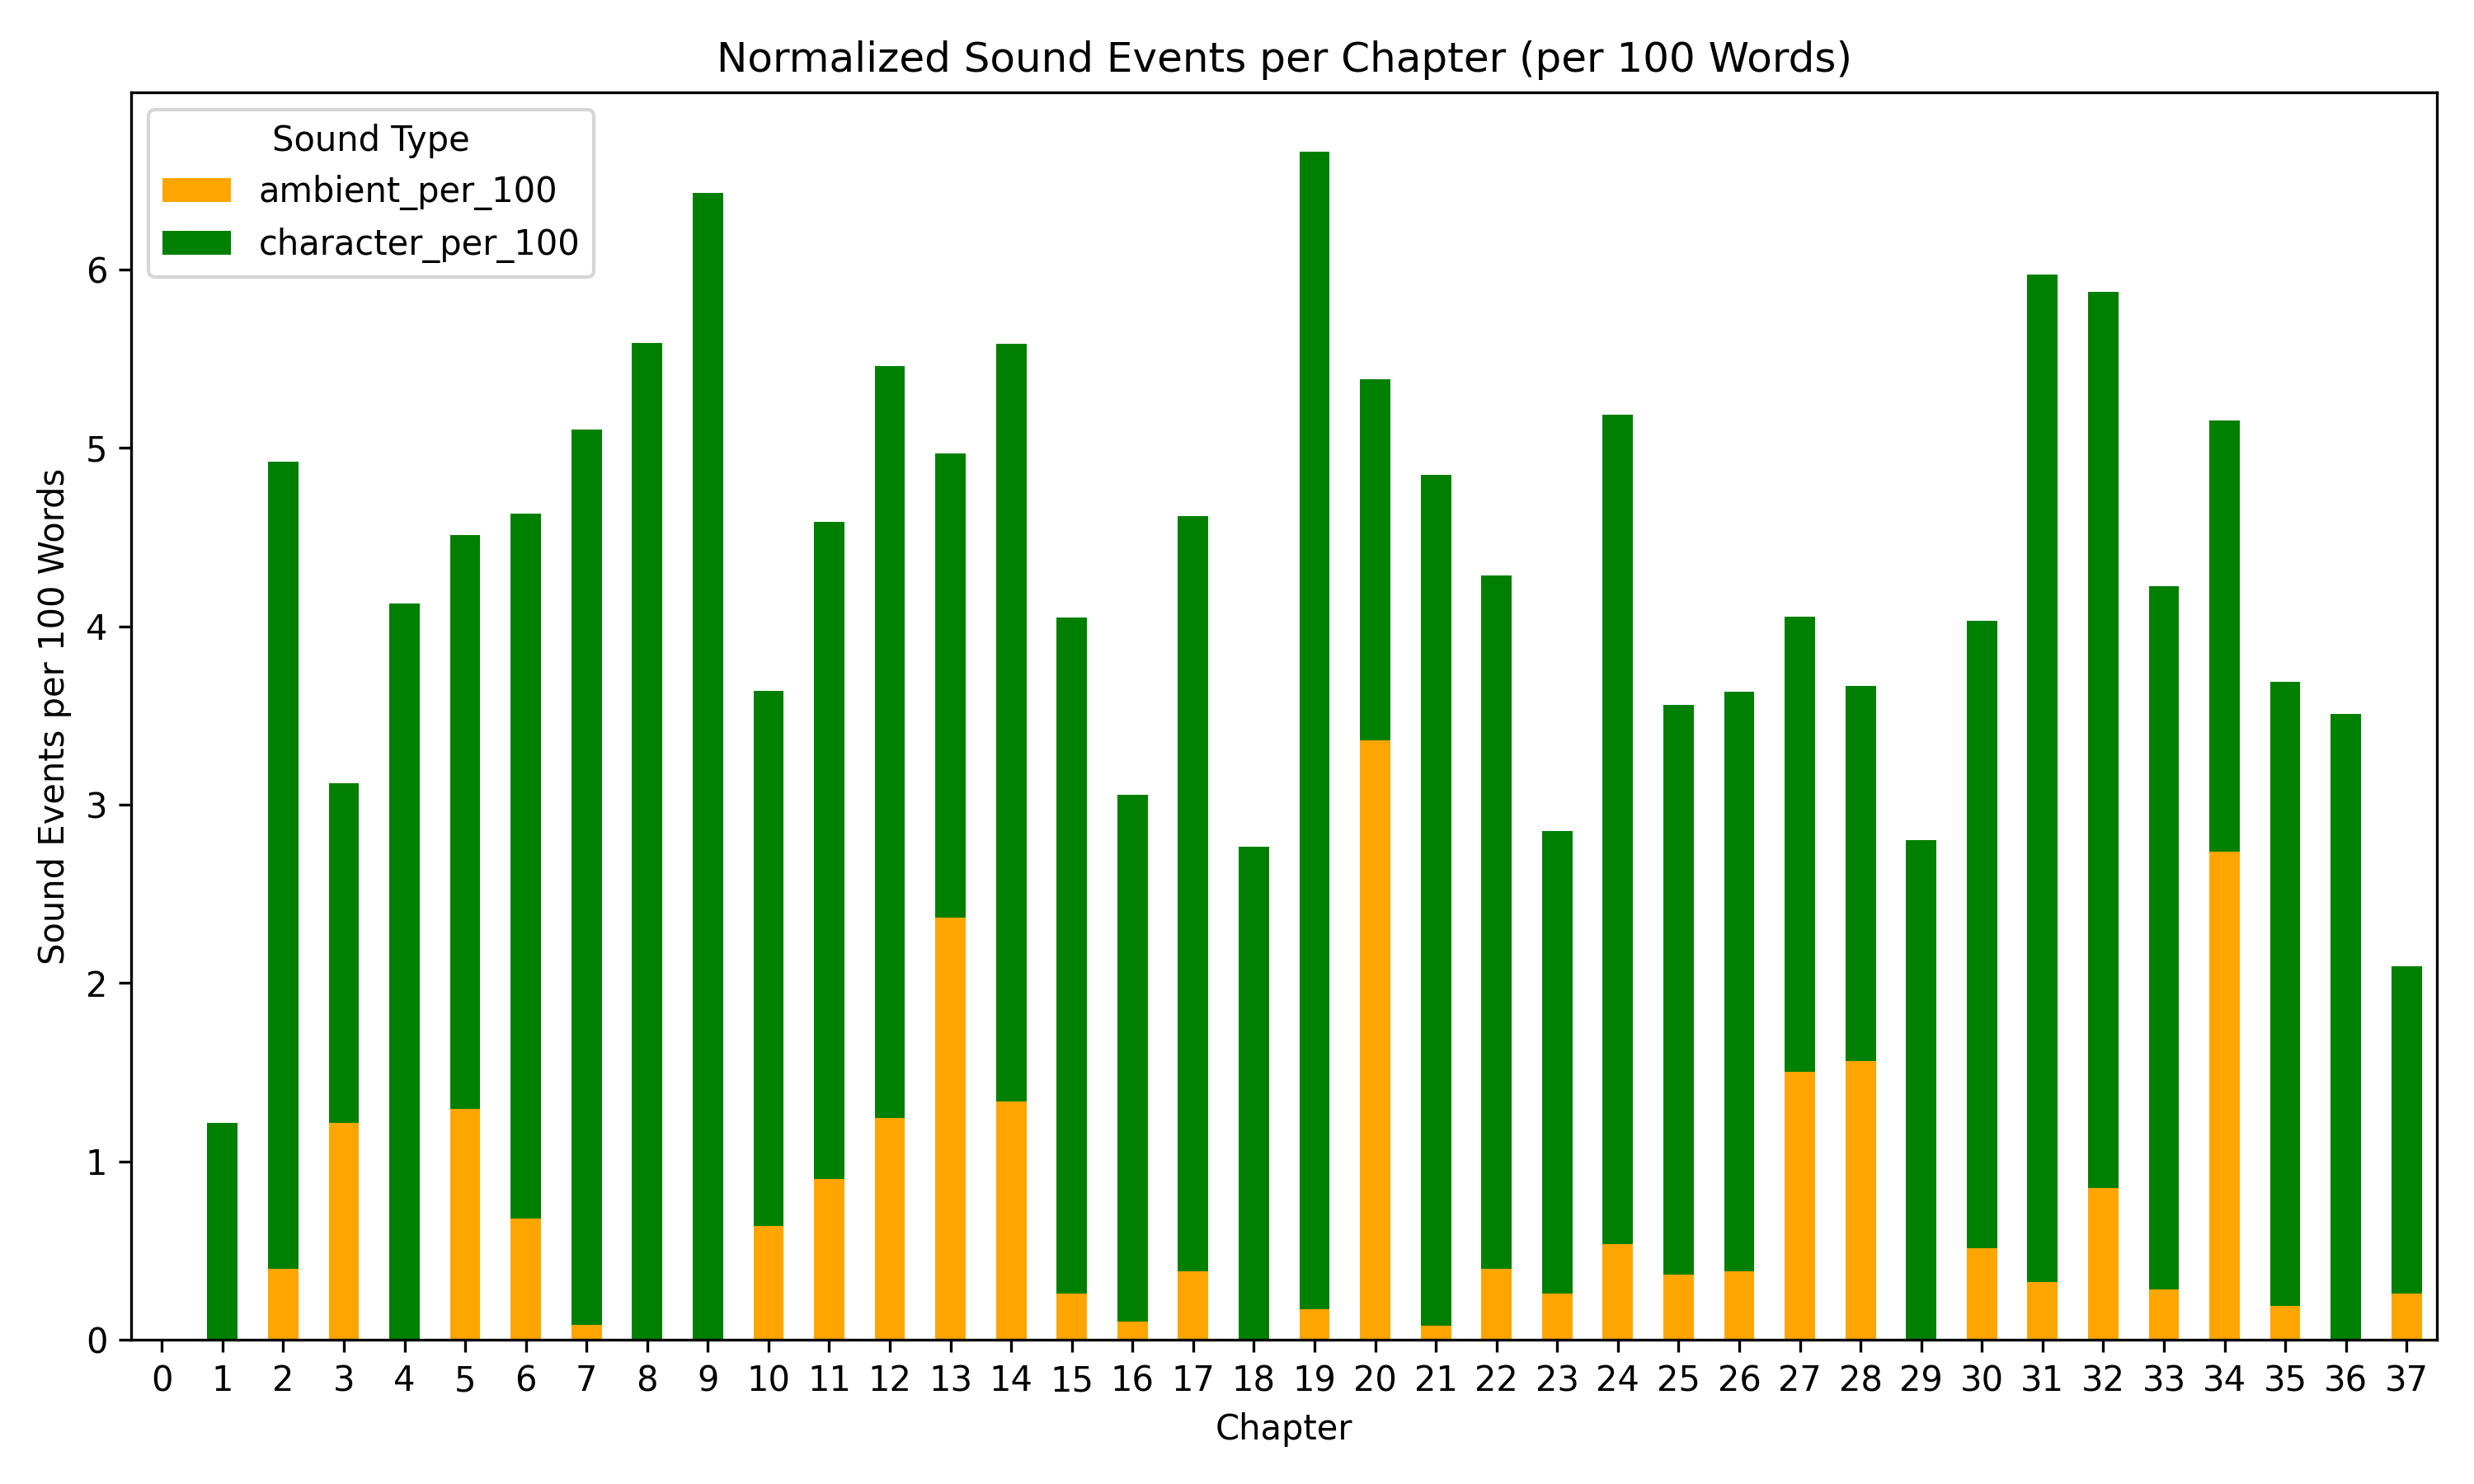 Normalized Sound Events per Chapter (per 100 Words)
Sound Type
ambient_per_100
character_per_100
Sound Events per 100 Words
6
5
4
3
2
1
0
0 1 2 3 4 5 6 7 8 9 10 11 12 13 14 15 16 17 18 19 20 21 22 23 24 25 26 27 28 29 30 31 32 33 34 35 36 37
Chapter